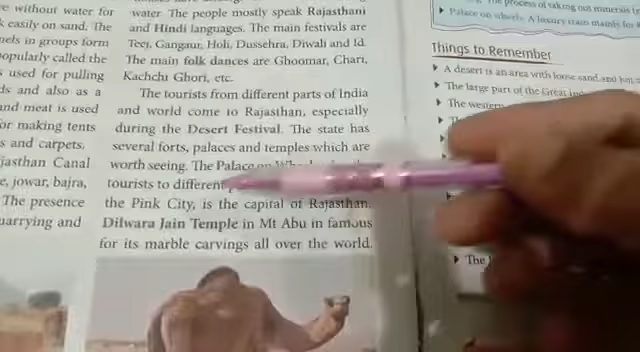 e without water for
easily on sand. The
nels in groups form
opularly called the
used for pulling
ds and also as a
and meat is used
or making tents
s and carpets.
jasthan Canal
e, jowar, bajra,
The presence
uarrying and
water The people mostly speak Rajasthani
and Hindi languages. The main festivals are
Teej, Gangaur, Holi, Dussehra, Diwali and Id.
The main folk dances are Ghoomar, Chari,
Kachchi Ghori, etc.
The tourists from different parts of India
and world come to Rajasthan, especially
during the Desert Festival. The state has
several forts, palaces and temples which are
worth seeing. The Palace on
tourists to different
the Pink City, is the capital of Rajasthan.
Dilwara Jain Temple in Mt Abu in famous
for its marble carvings all over the world.
The process of taking out minerals
Palace on wheels: A luxury train mainly for
Things to Remember
A desert is an area with loose sand and hot
The large part of the Great
The western
The